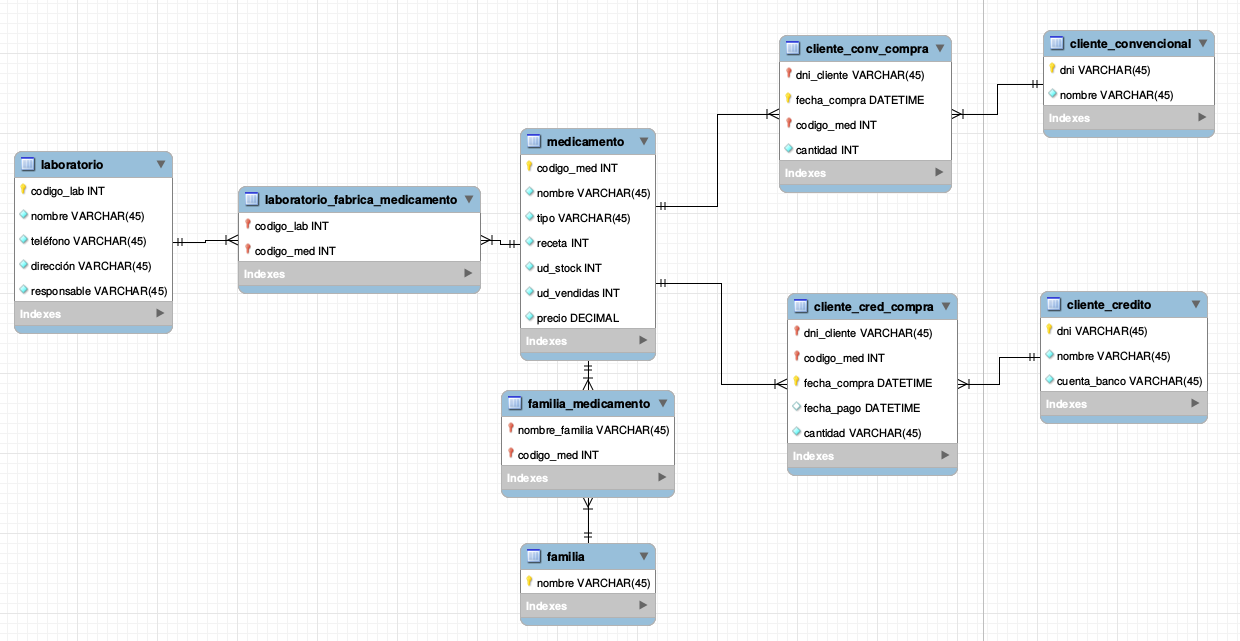 laboratorio
codigo_lab INT
nombre VARCHAR(45)
teléfono VARCHAR(45)
dirección VARCHAR(45)
responsable VARCHAR(45)
Indexes
laboratorio_fabrica_medicamento
codigo_lab INT
codigo_med INT
Indexes
medicamento
codigo_med INT
nombre VARCHAR(45)
tipo VARCHAR(45)
receta INT
ud_stock INT
ud_vendidas INT
precio DECIMAL
Indexes
familia_medicamento
nombre_familia VARCHAR(45)
codigo_med INT
Indexes
familia
nombre VARCHAR(45)
Indexes
cliente_conv_compra
dni_cliente VARCHAR(45)
fecha_compra DATETIME
codigo_med INT
cantidad INT
Indexes
cliente_convencional
dni VARCHAR(45)
nombre VARCHAR(45)
Indexes
cliente_cred_compra
dni_cliente VARCHAR(45)
codigo_med INT
fecha_compra DATETIME
fecha_pago DATETIME
cantidad VARCHAR(45)
Indexes
cliente_credito
dni VARCHAR(45)
nombre VARCHAR(45)
cuenta_banco VARCHAR(45)
Indexes